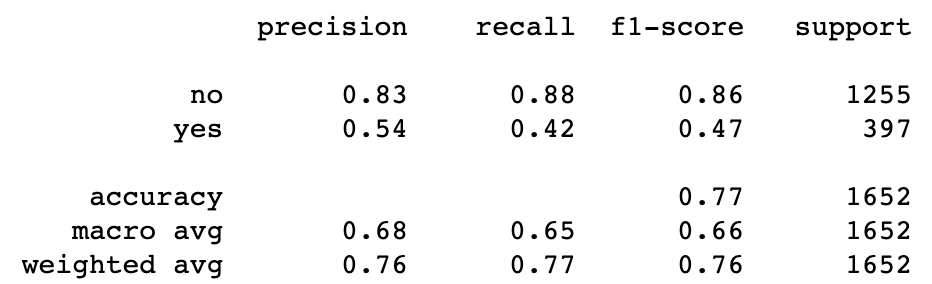 precision recall f1-score support
no 0.83 0.88 0.86 1255
yes 0.54 0.42 0.47 397
accuracy 0.77 1652
macro avg 0.68 0.65 0.66 1652
weighted avg 0.76 0.77 0.76 1652